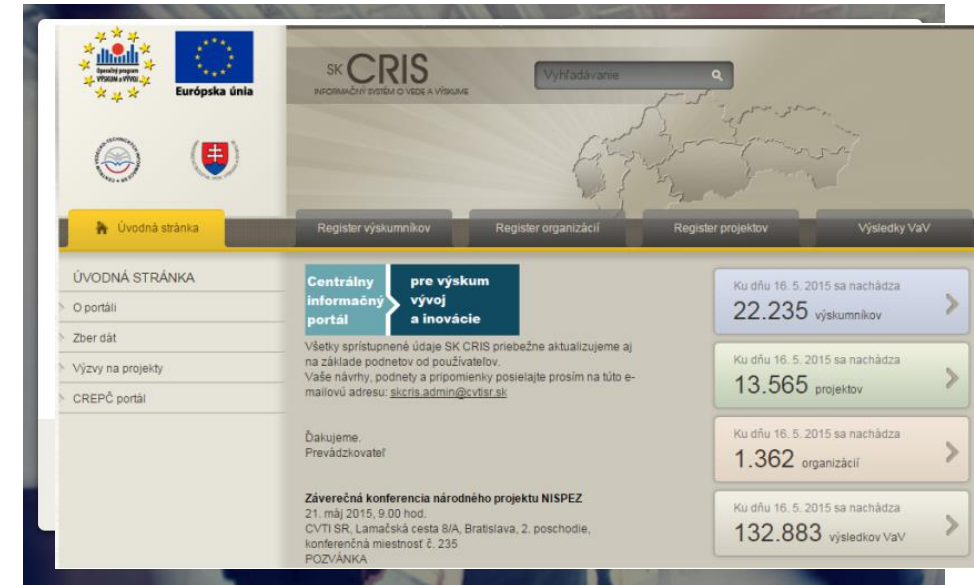 Operačný program
VÝSKUM a VÝVOJ
Európska únia
SK CRIS
INFORMAČNÝ SYSTÉM O VEDE A VÝSKUME
Vyhľadávanie
Úvodná stránka
Register výskumníkov
Register organizácií
Register projektov
Výsledky VaV
ÚVODNÁ STRÁNKA
O portáli
Zber dát
Výzvy na projekty
CREPČ portál
Centrálny
informačný
portál
pre výskum
vývoj
a inovácie
Všetky sprístupnené údaje SK CRIS priebežne aktualizujeme aj
na základe podnetov od používateľov.
Vaše návrhy, podnety a pripomienky posielajte prosím na túto e-
mailovú adresu: skcris.admin@cvtisr.sk
Ďakujeme.
Prevádzkovateľ
Záverečná konferencia národného projektu NISPEZ
21. máj 2015, 9.00 hod.
CVTI SR, Lamačská cesta 8/A, Bratislava, 2. poschodie,
konferenčná miestnosť č. 235
POZVÁNKA
Ku dňu 16. 5. 2015 sa nachádza
22.235 výskumníkov
Ku dňu 16. 5. 2015 sa nachádza
13.565 projektov
Ku dňu 16. 5. 2015 sa nachádza
1.362 organizácií
Ku dňu 16. 5. 2015 sa nachádza
132.883 výsledkov VaV